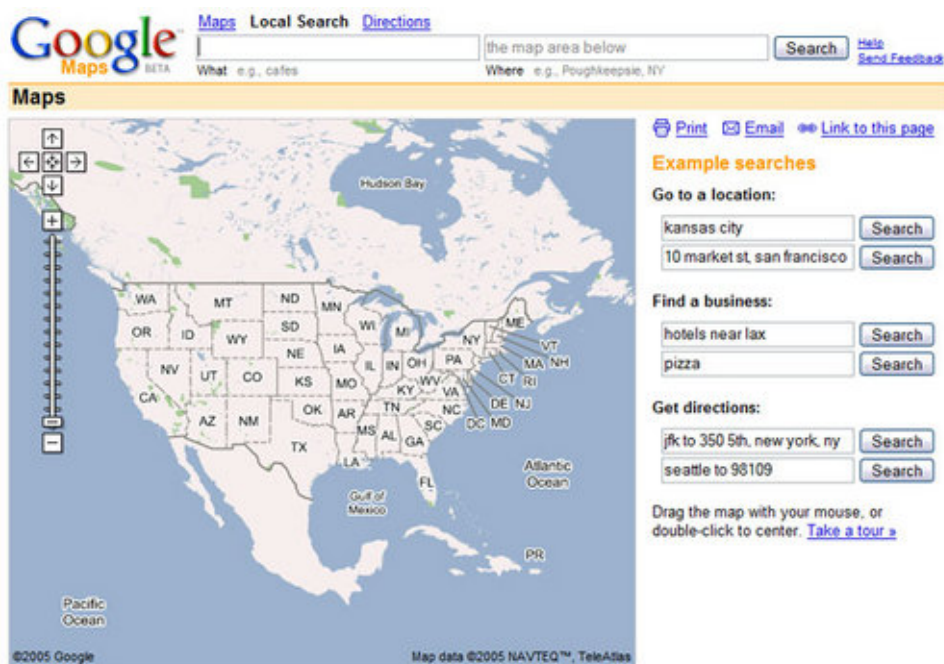 Google
Maps BETA
Maps Local Search Directions
the map area below
Search
Help
Send Feedback
What e.g., cafes
Where e.g., Poughkeepsie, NY
Maps
Print Email Link to this page
Example searches
Go to a location:
kansas city Search
10 market st, san francisco Search
Find a business:
hotels near lax Search
pizza Search
Get directions:
jfk to 350 5th, new york, ny Search
seattle to 98109 Search
Drag the map with your mouse, or
double-click to center. Take a tour »
Hudson Bay
WA MT ND MN
OR ID WY SD WI MI NY ME
VT
NV UT CO NE IA IL IN OH PA MA NH
CA KS MO KY WV VA CT RI
AZ NM OK AR TN NC DE NJ
TX MS AL GA SC DC MD
LA FL
Atlantic
Ocean
Gulf of
Mexico
PR
Pacific
Ocean
©2005 Google
Map data ©2005 NAVTEQ™, TeleAtlas